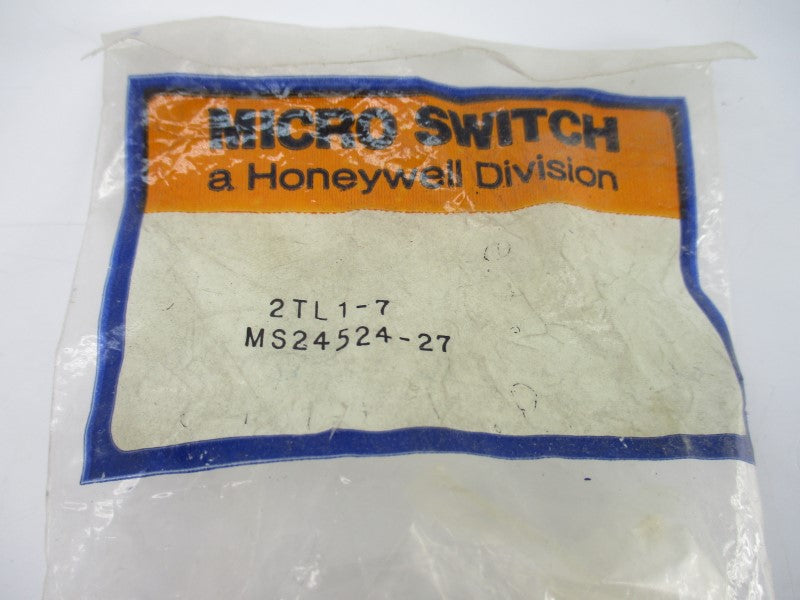 MICRO SWITCH
a Honeywell Division
2TL1-7
MS24524-27